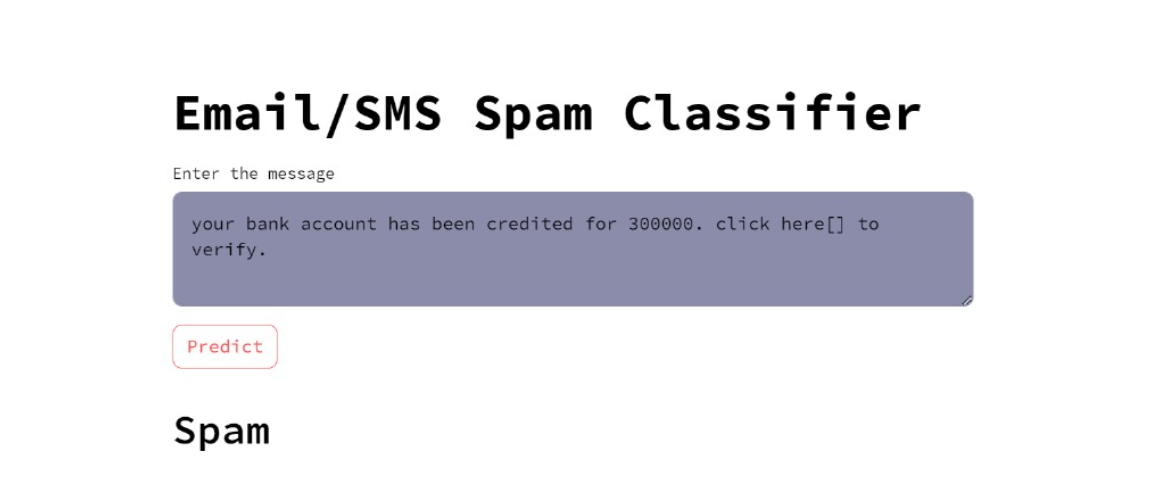 Email/SMS Spam Classifier
Enter the message
your bank account has been credited for 300000. click here[] to
verify.
Predict
Spam